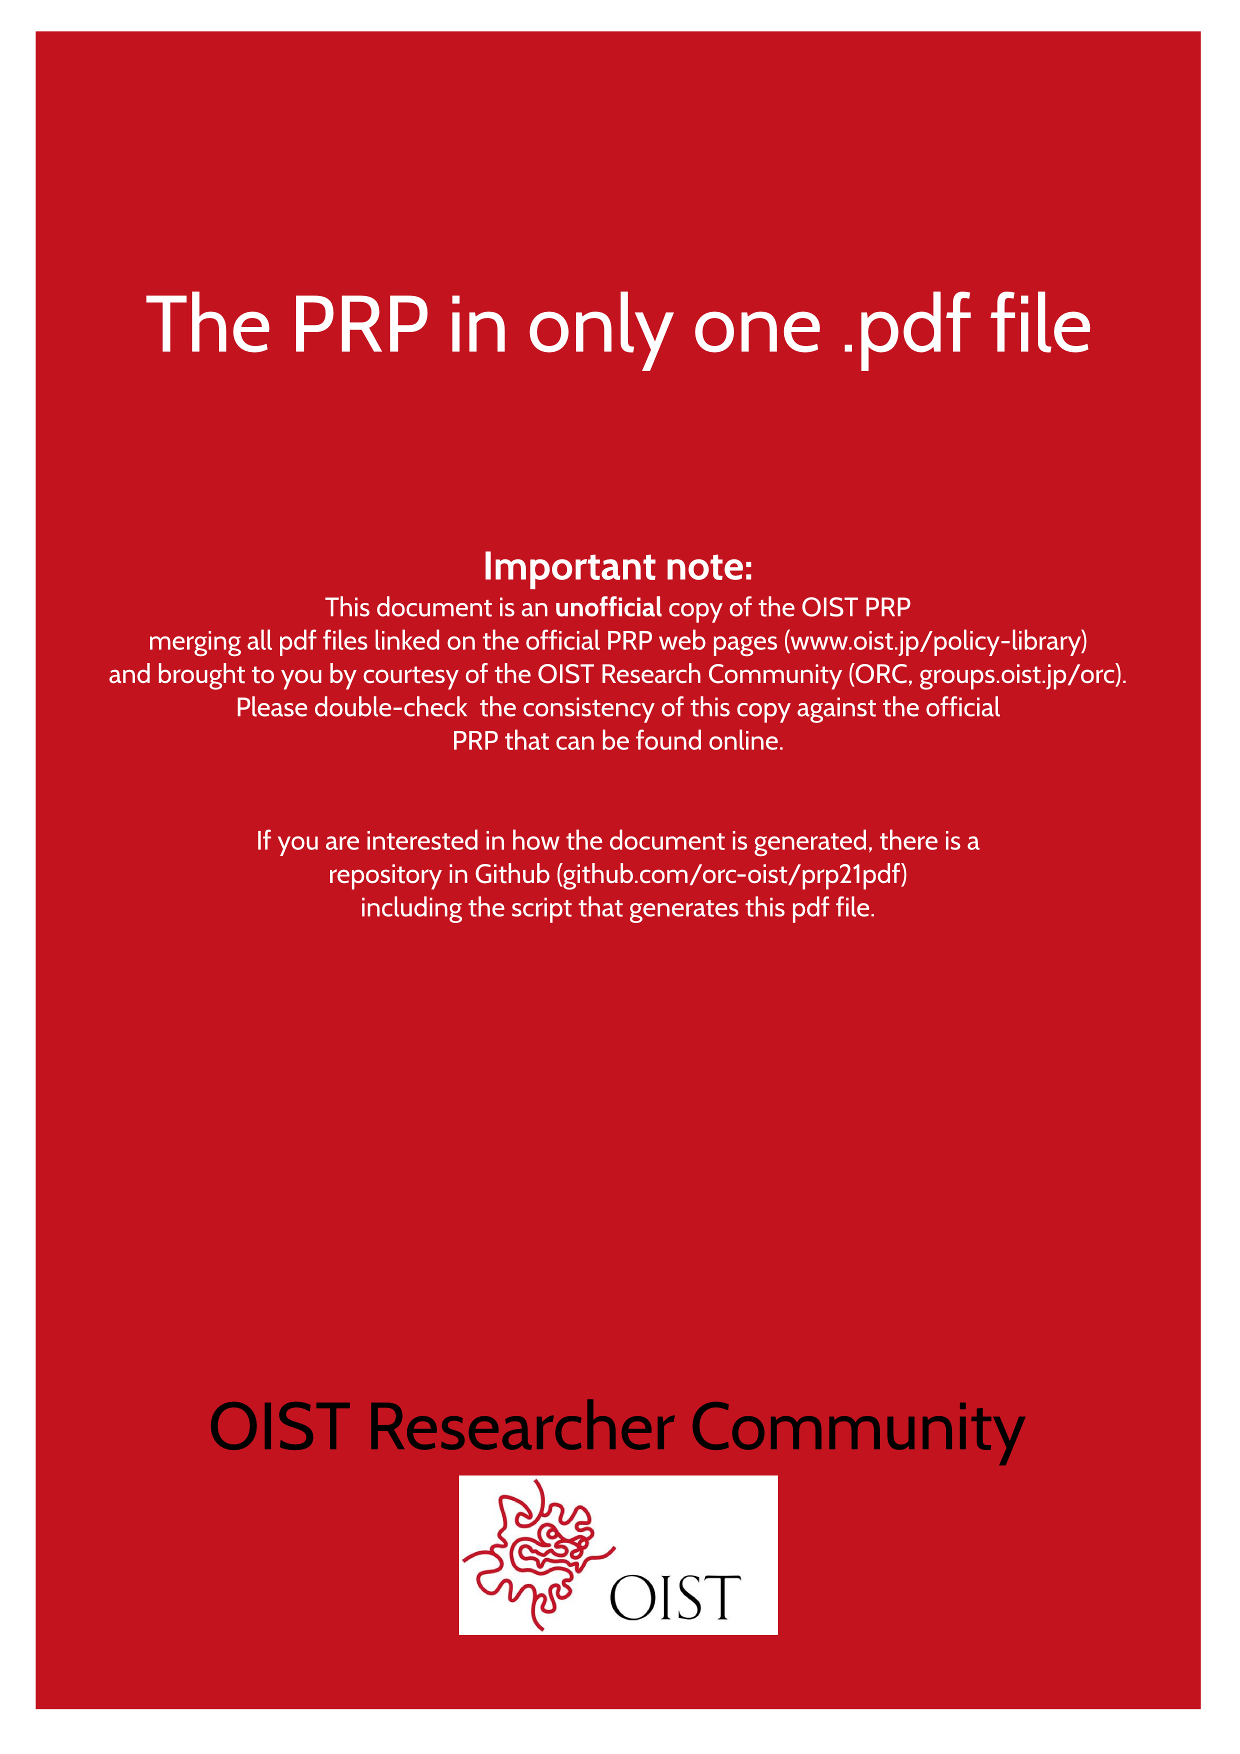 The PRP in only one .pdf file
Important note:
This document is an unofficial copy of the OIST PRP
merging all pdf files linked on the official PRP web pages (www.oist.jp/policy-library)
and brought to you by courtesy of the OIST Research Community (ORC, groups.oist.jp/orc).
Please double-check  the consistency of this copy against the official
PRP that can be found online.
If you are interested in how the document is generated, there is a
repository in Github (github.com/orc-oist/prp21pdf)
including the script that generates this pdf file.
OIST Researcher Community
OIST